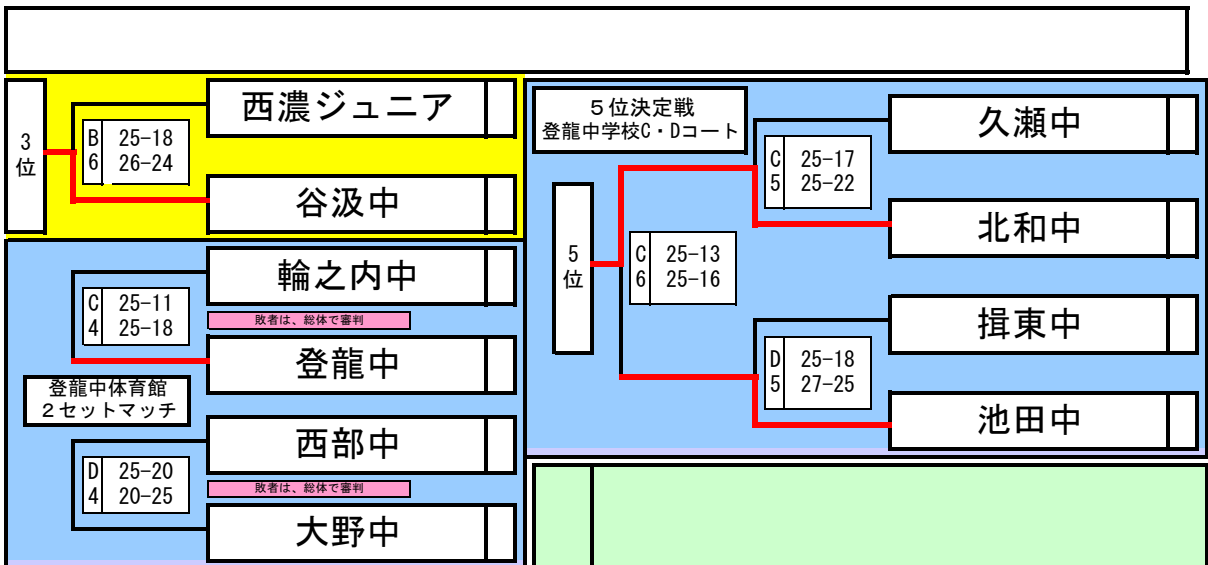 3
位
B
6
25-18
26-24
西濃ジュニア
谷汲中
C
4
25-11
25-18
輪之内中
敗者は、総体で審判
登龍中
登龍中体育館
2セットマッチ
D
4
25-20
20-25
西部中
敗者は、総体で審判
大野中
５位決定戦
登龍中学校C・Dコート
5
位
C
6
25-13
25-16
C
5
25-17
25-22
久瀬中
北和中
D
5
25-18
27-25
揖東中
池田中